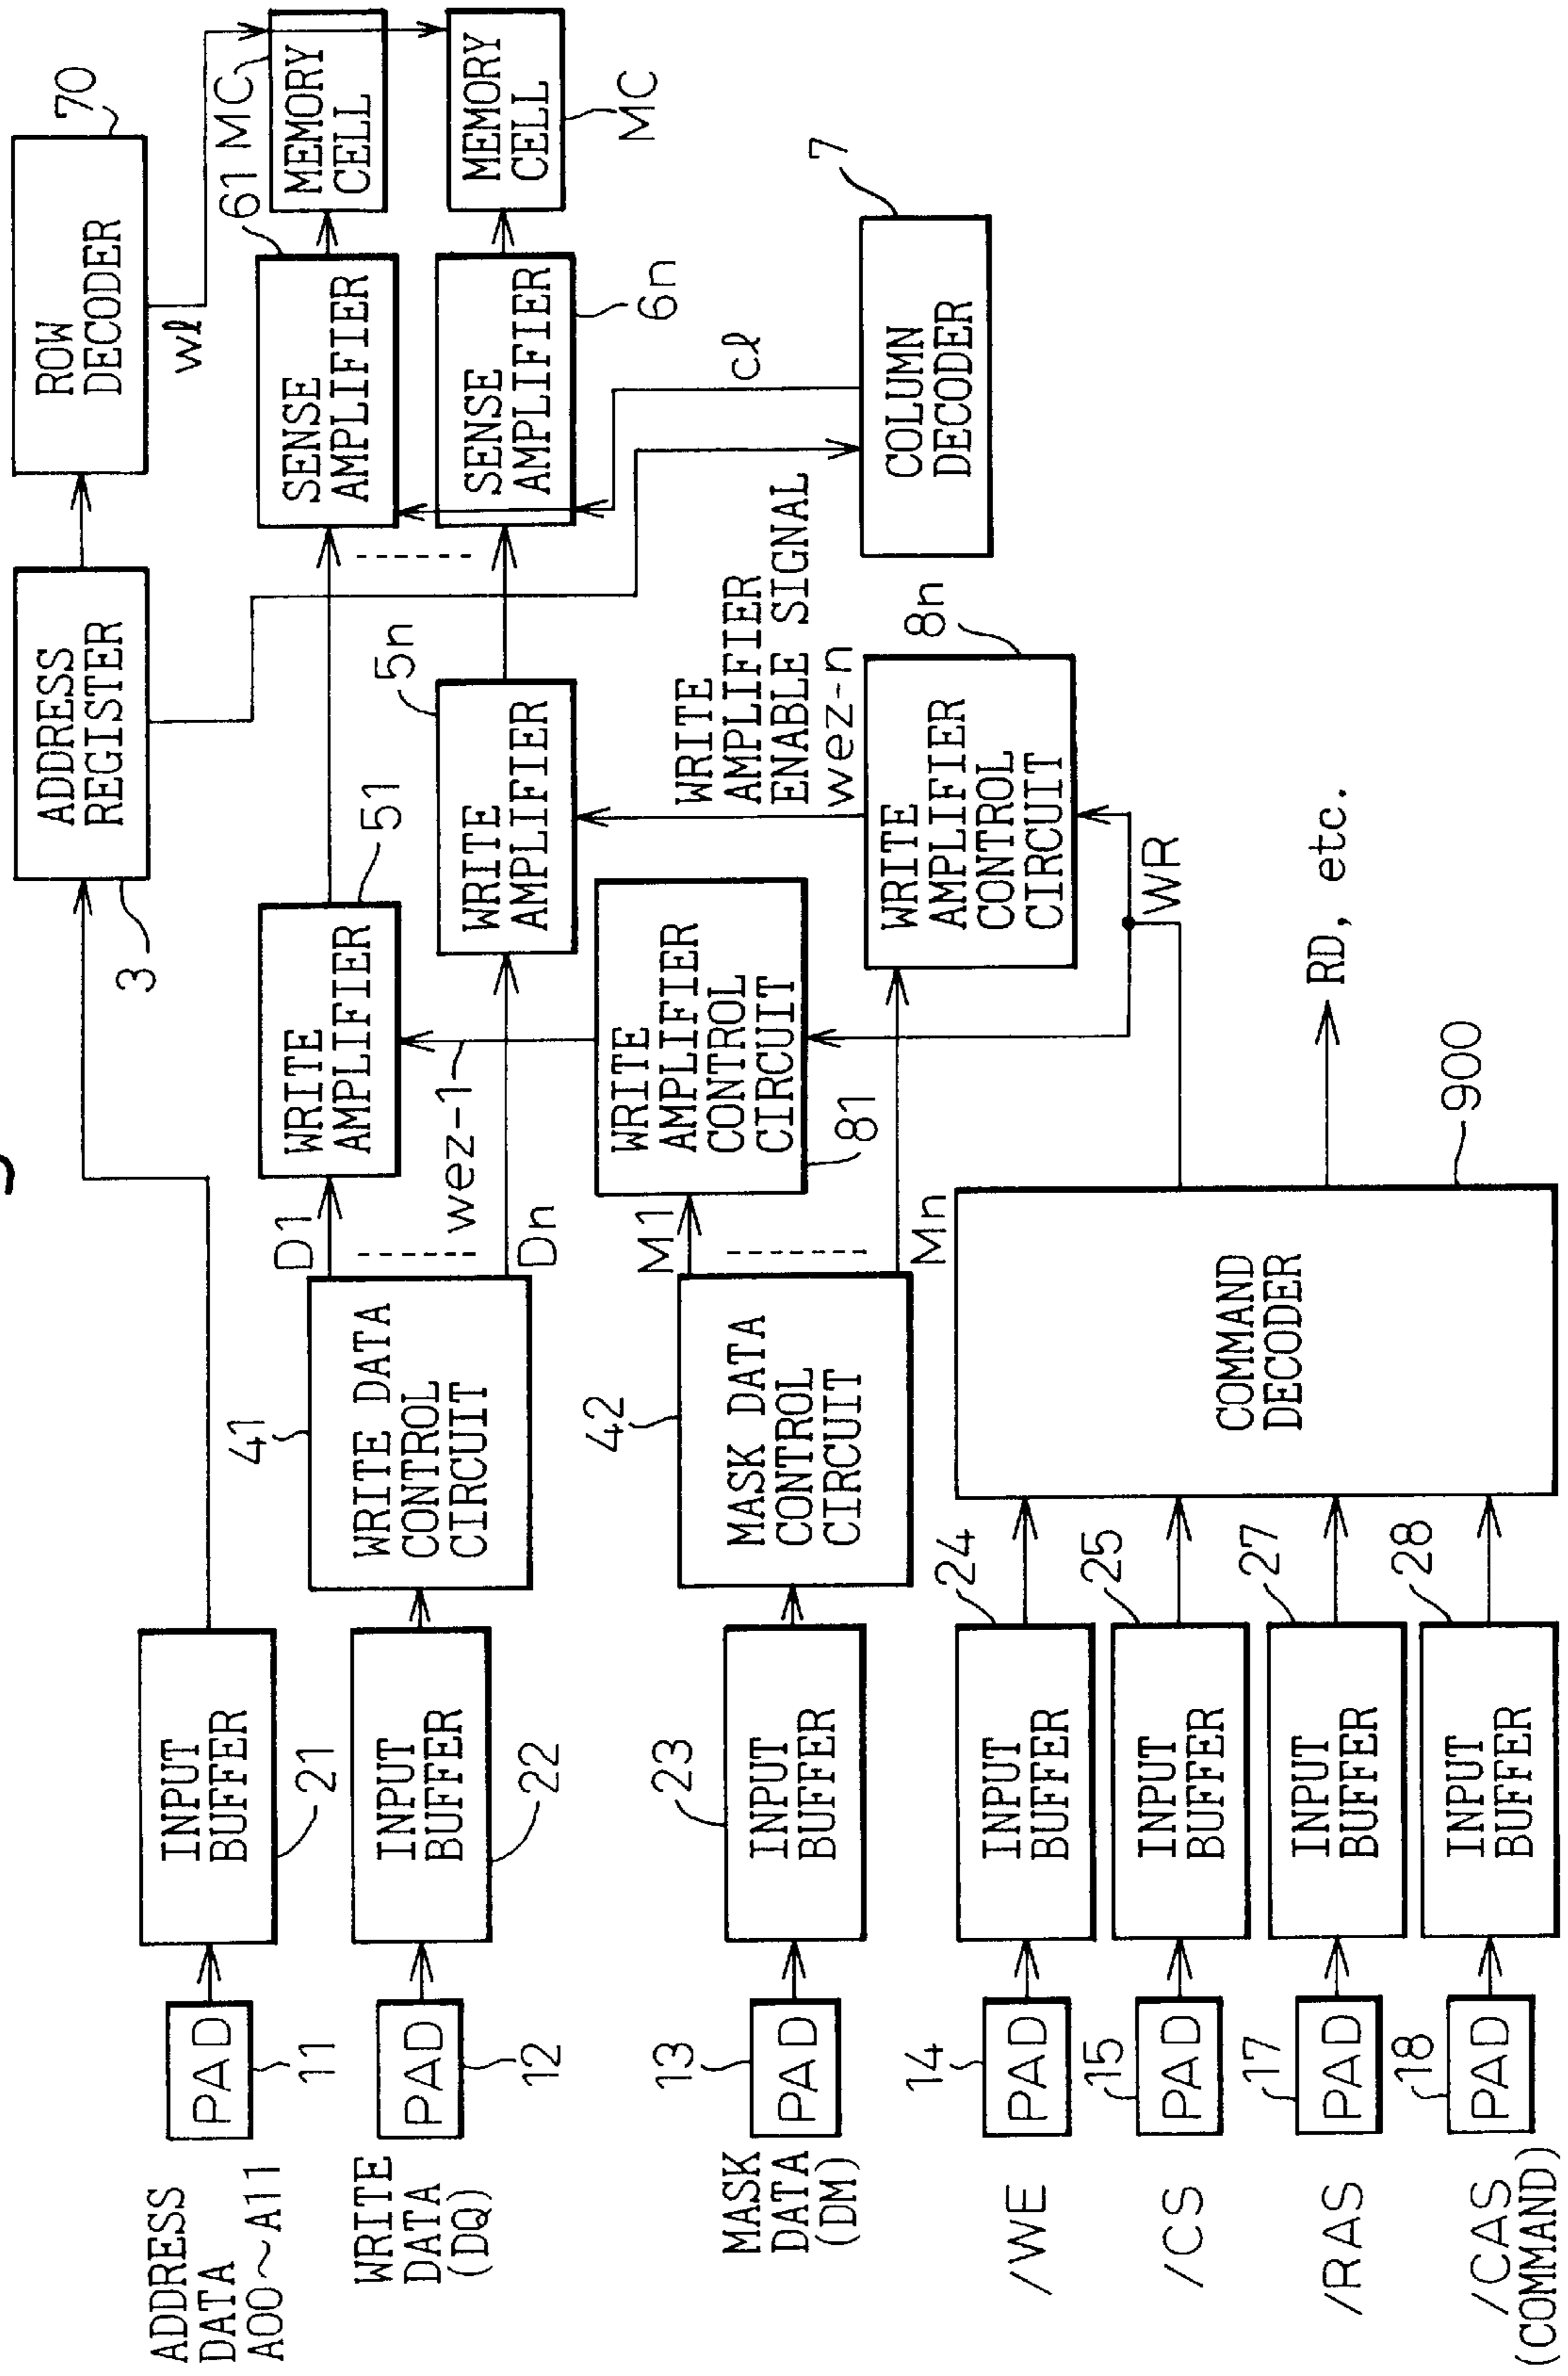 ADDRESS
DATA
A00~A11
PAD
11
INPUT
BUFFER
21
ADDRESS
REGISTER
3
ROW
DECODER
70
wℓ
WRITE
DATA
(DQ)
PAD
12
INPUT
BUFFER
22
WRITE DATA
CONTROL
CIRCUIT
41
D1
Dn
WRITE
AMPLIFIER
51
wez-1
WRITE
AMPLIFIER
5n
SENSE
AMPLIFIER
61
SENSE
AMPLIFIER
6n
MEMORY
CELL
MC
MEMORY
CELL
MC
MASK
DATA
(DM)
PAD
13
INPUT
BUFFER
23
MASK DATA
CONTROL
CIRCUIT
42
M1
Mn
WRITE
AMPLIFIER
CONTROL
CIRCUIT
81
WRITE
AMPLIFIER
ENABLE SIGNAL
wez-n
WRITE
AMPLIFIER
CONTROL
CIRCUIT
8n
cℓ
COLUMN
DECODER
7
/WE
PAD
14
INPUT
BUFFER
24
/CS
PAD
15
INPUT
BUFFER
25
/RAS
PAD
17
INPUT
BUFFER
27
/CAS
(COMMAND)
PAD
18
INPUT
BUFFER
28
COMMAND
DECODER
900
WR
RD, etc.